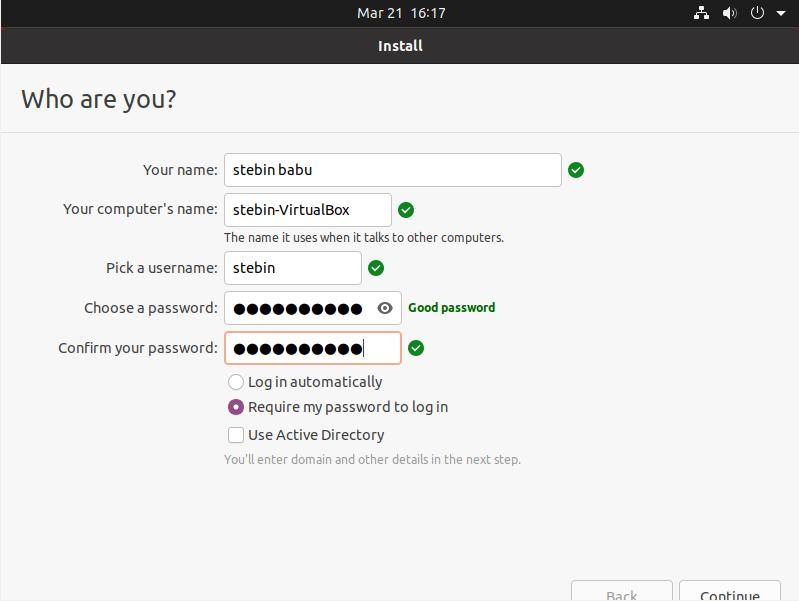 Mar 21 16:17
Install
Who are you?
Your name: stebin babu
Your computer's name: stebin-VirtualBox
The name it uses when it talks to other computers.
Pick a username: stebin
Choose a password: ●●●●●●●●●● Good password
Confirm your password: ●●●●●●●●●●
Log in automatically
Require my password to log in
Use Active Directory
You'll enter domain and other details in the next step.
Back Continue